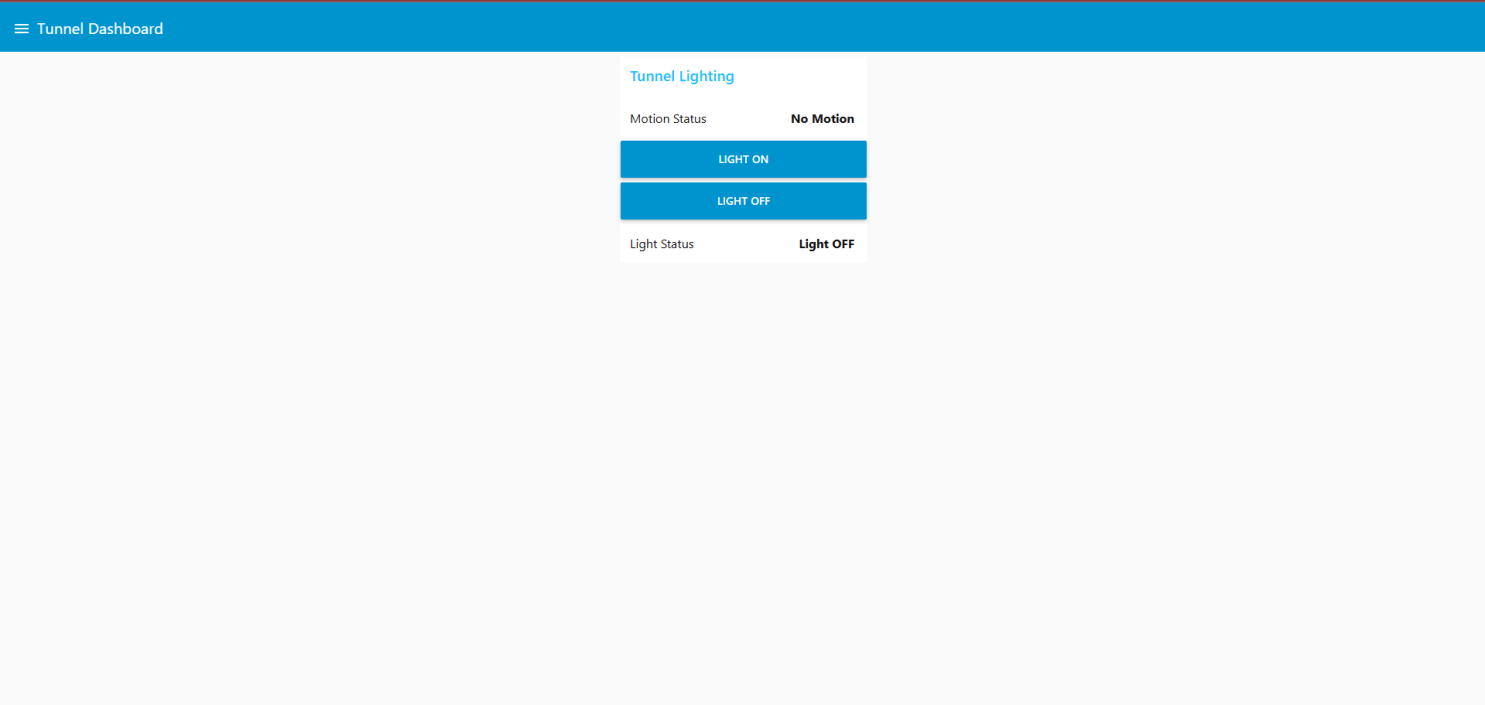 Tunnel Dashboard
Tunnel Lighting
Motion Status No Motion
LIGHT ON
LIGHT OFF
Light Status Light OFF